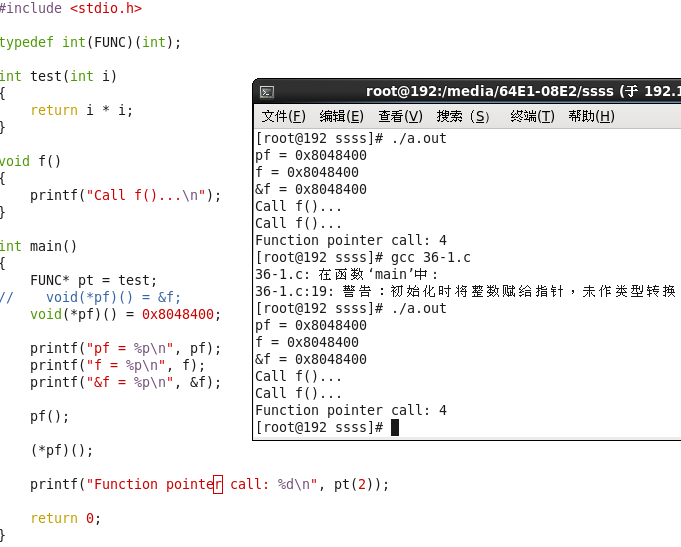 #include <stdio.h>
typedef int(FUNC)(int);
int test(int i)
{
    return i * i;
}
void f()
{
    printf("Call f()...\n");
}
int main()
{
    FUNC* pt = test;
//    void(*pf)() = &f;
    void(*pf)() = 0x8048400;
    printf("pf = %p\n", pf);
    printf("f = %p\n", f);
    printf("&f = %p\n", &f);
    pf();
    (*pf)();
    printf("Function pointer call: %d\n", pt(2));
    return 0;
}
root@192:/media/64E1-08E2/ssss (于 192.1
文件(F) 编辑(E) 查看(V) 搜索 (S) 终端(T) 帮助(H)
[root@192 ssss]# ./a.out
pf = 0x8048400
f = 0x8048400
&f = 0x8048400
Call f()...
Call f()...
Function pointer call: 4
[root@192 ssss]# gcc 36-1.c
36-1.c: 在函数‘main’中:
36-1.c:19: 警告:初始化时将整数赋给指针,未作类型转换
[root@192 ssss]# ./a.out
pf = 0x8048400
f = 0x8048400
&f = 0x8048400
Call f()...
Call f()...
Function pointer call: 4
[root@192 ssss]#